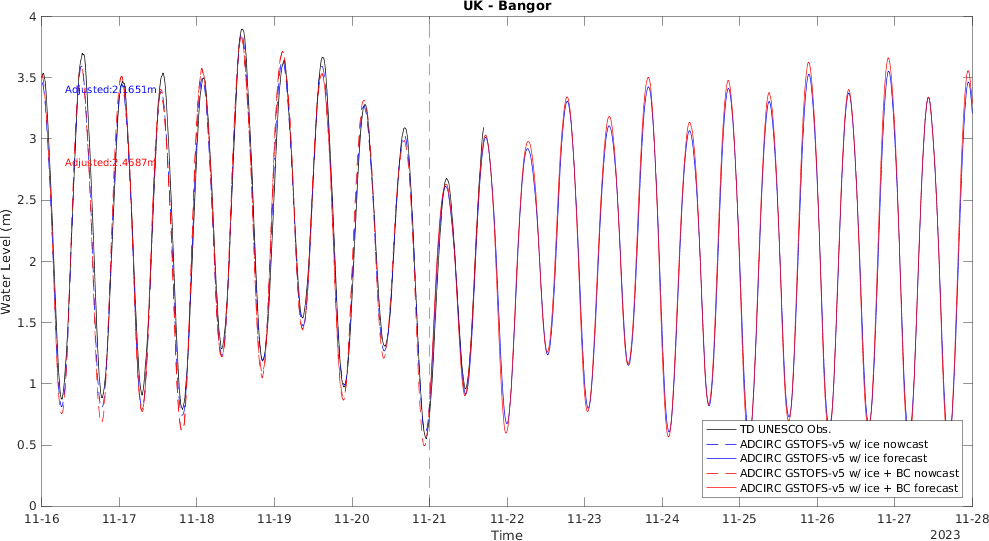 UK - Bangor
4
3.5
3
2.5
2
1.5
1
0.5
0
Water Level (m)
Adjusted:2.1651m
Adjusted:2.4587m
TD UNESCO Obs.
ADCIRC GSTOFS-v5 w/ ice nowcast
ADCIRC GSTOFS-v5 w/ ice forecast
ADCIRC GSTOFS-v5 w/ ice + BC nowcast
ADCIRC GSTOFS-v5 w/ ice + BC forecast
11-16 11-17 11-18 11-19 11-20 11-21 11-22 11-23 11-24 11-25 11-26 11-27 11-28
Time
2023